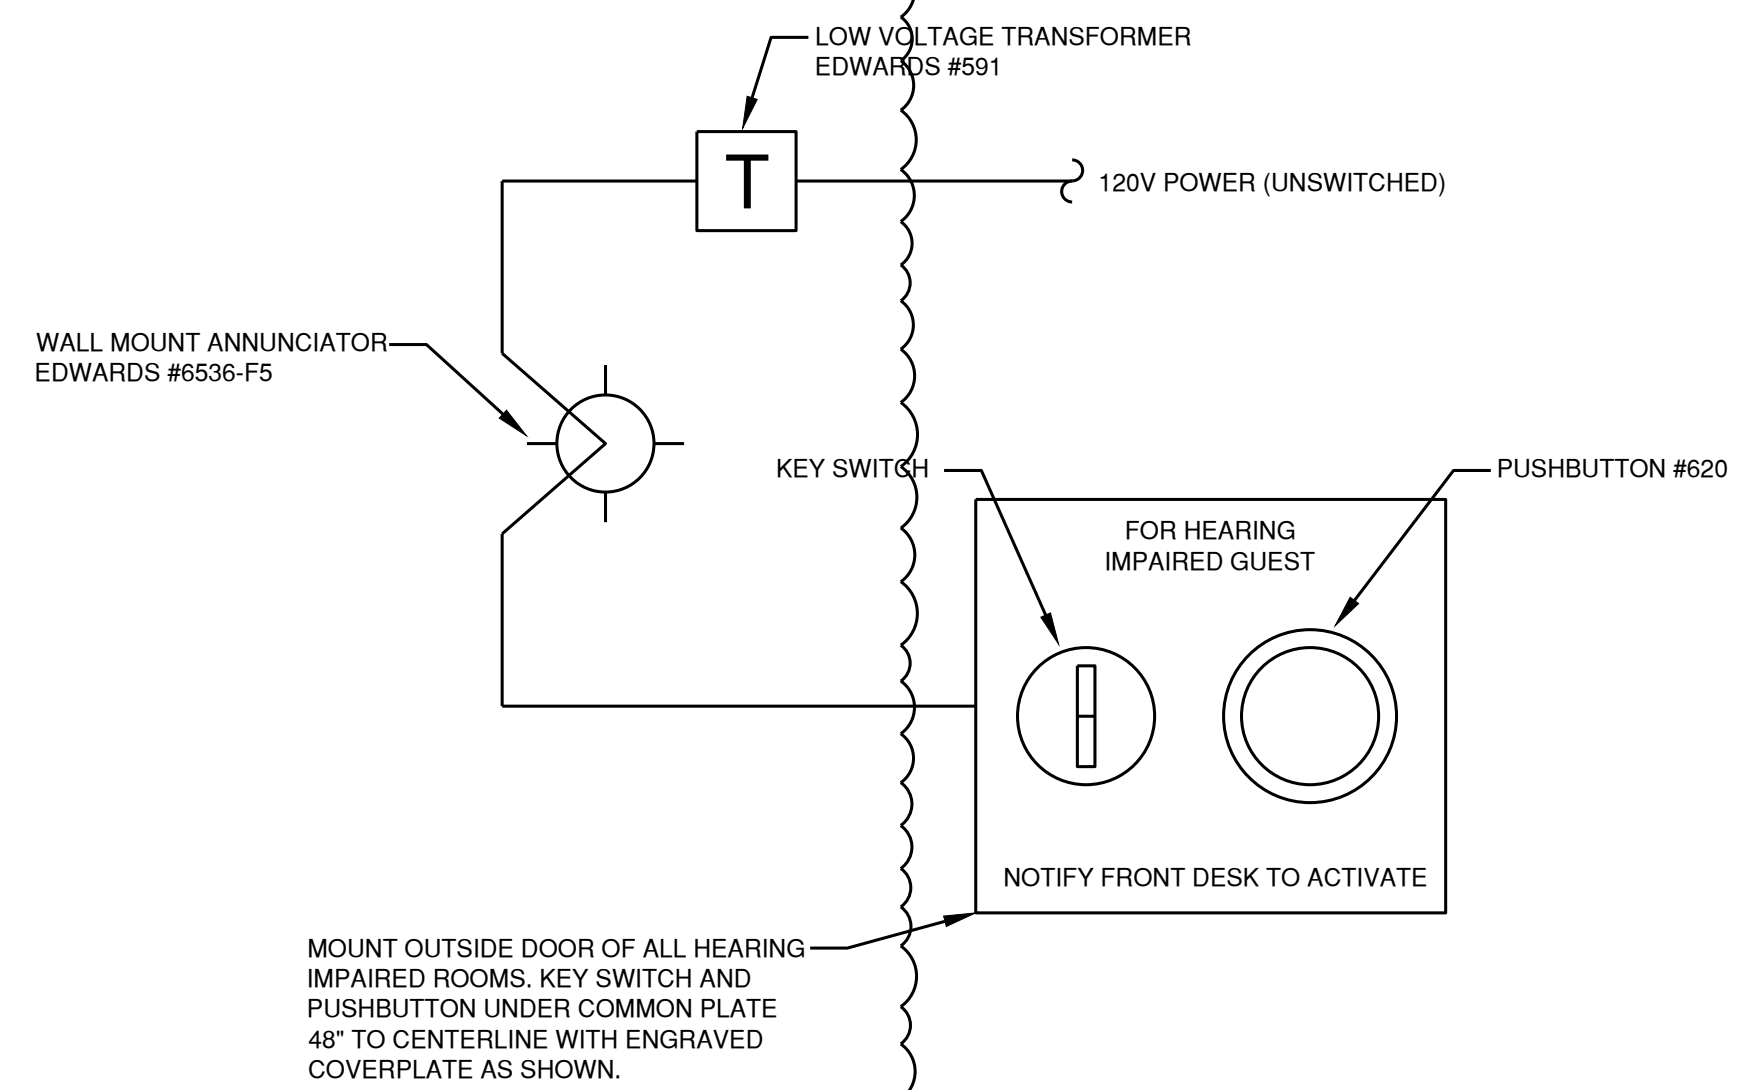 LOW VOLTAGE TRANSFORMER
EDWARDS #591
T
120V POWER (UNSWITCHED)
WALL MOUNT ANNUNCIATOR
EDWARDS #6536-F5
KEY SWITCH
PUSHBUTTON #620
FOR HEARING
IMPAIRED GUEST
NOTIFY FRONT DESK TO ACTIVATE
MOUNT OUTSIDE DOOR OF ALL HEARING
IMPAIRED ROOMS. KEY SWITCH AND
PUSHBUTTON UNDER COMMON PLATE
48" TO CENTERLINE WITH ENGRAVED
COVERPLATE AS SHOWN.